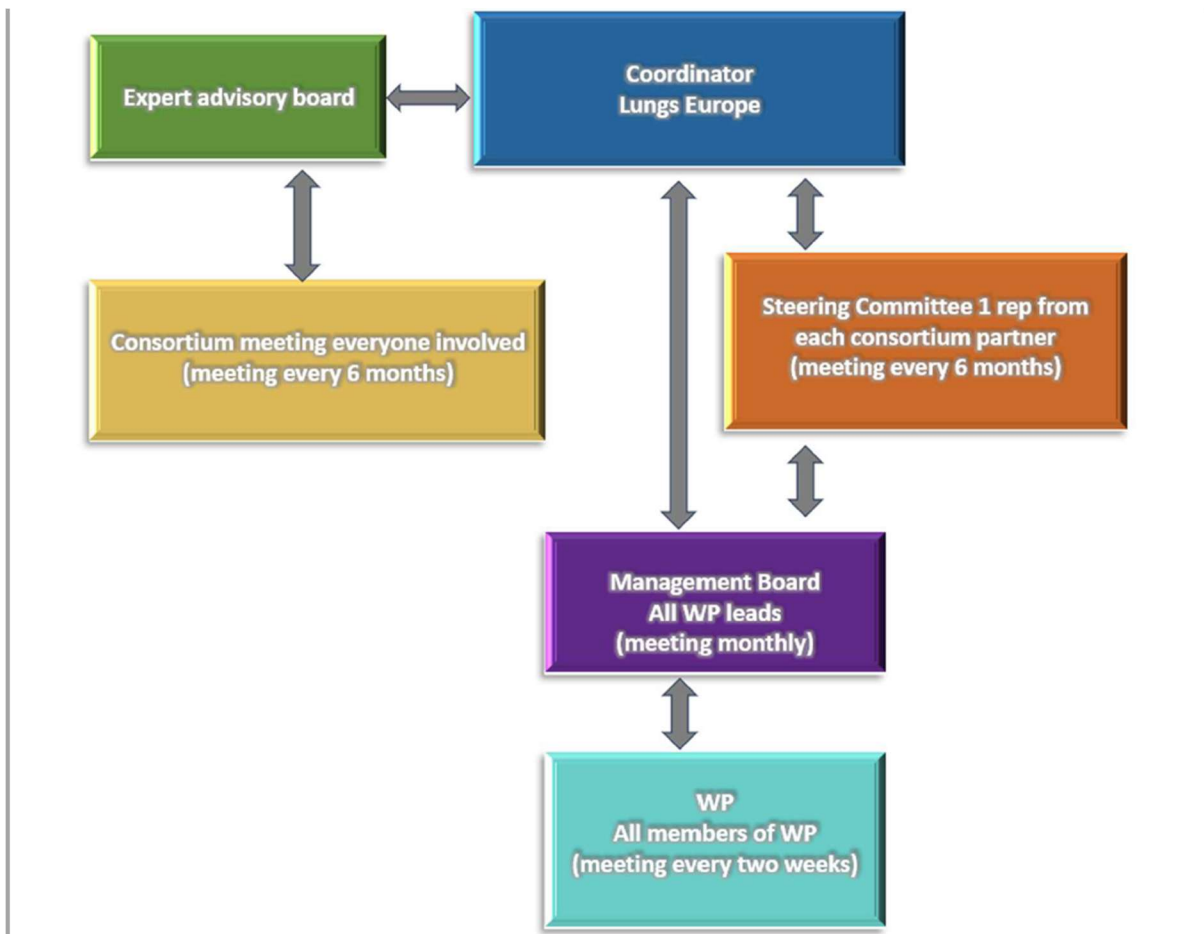 Expert advisory board
Coordinator
Lungs Europe
Consortium meeting everyone involved
(meeting every 6 months)
Steering Committee 1 rep from
each consortium partner
(meeting every 6 months)
Management Board
All WP leads
(meeting monthly)
WP
All members of WP
(meeting every two weeks)